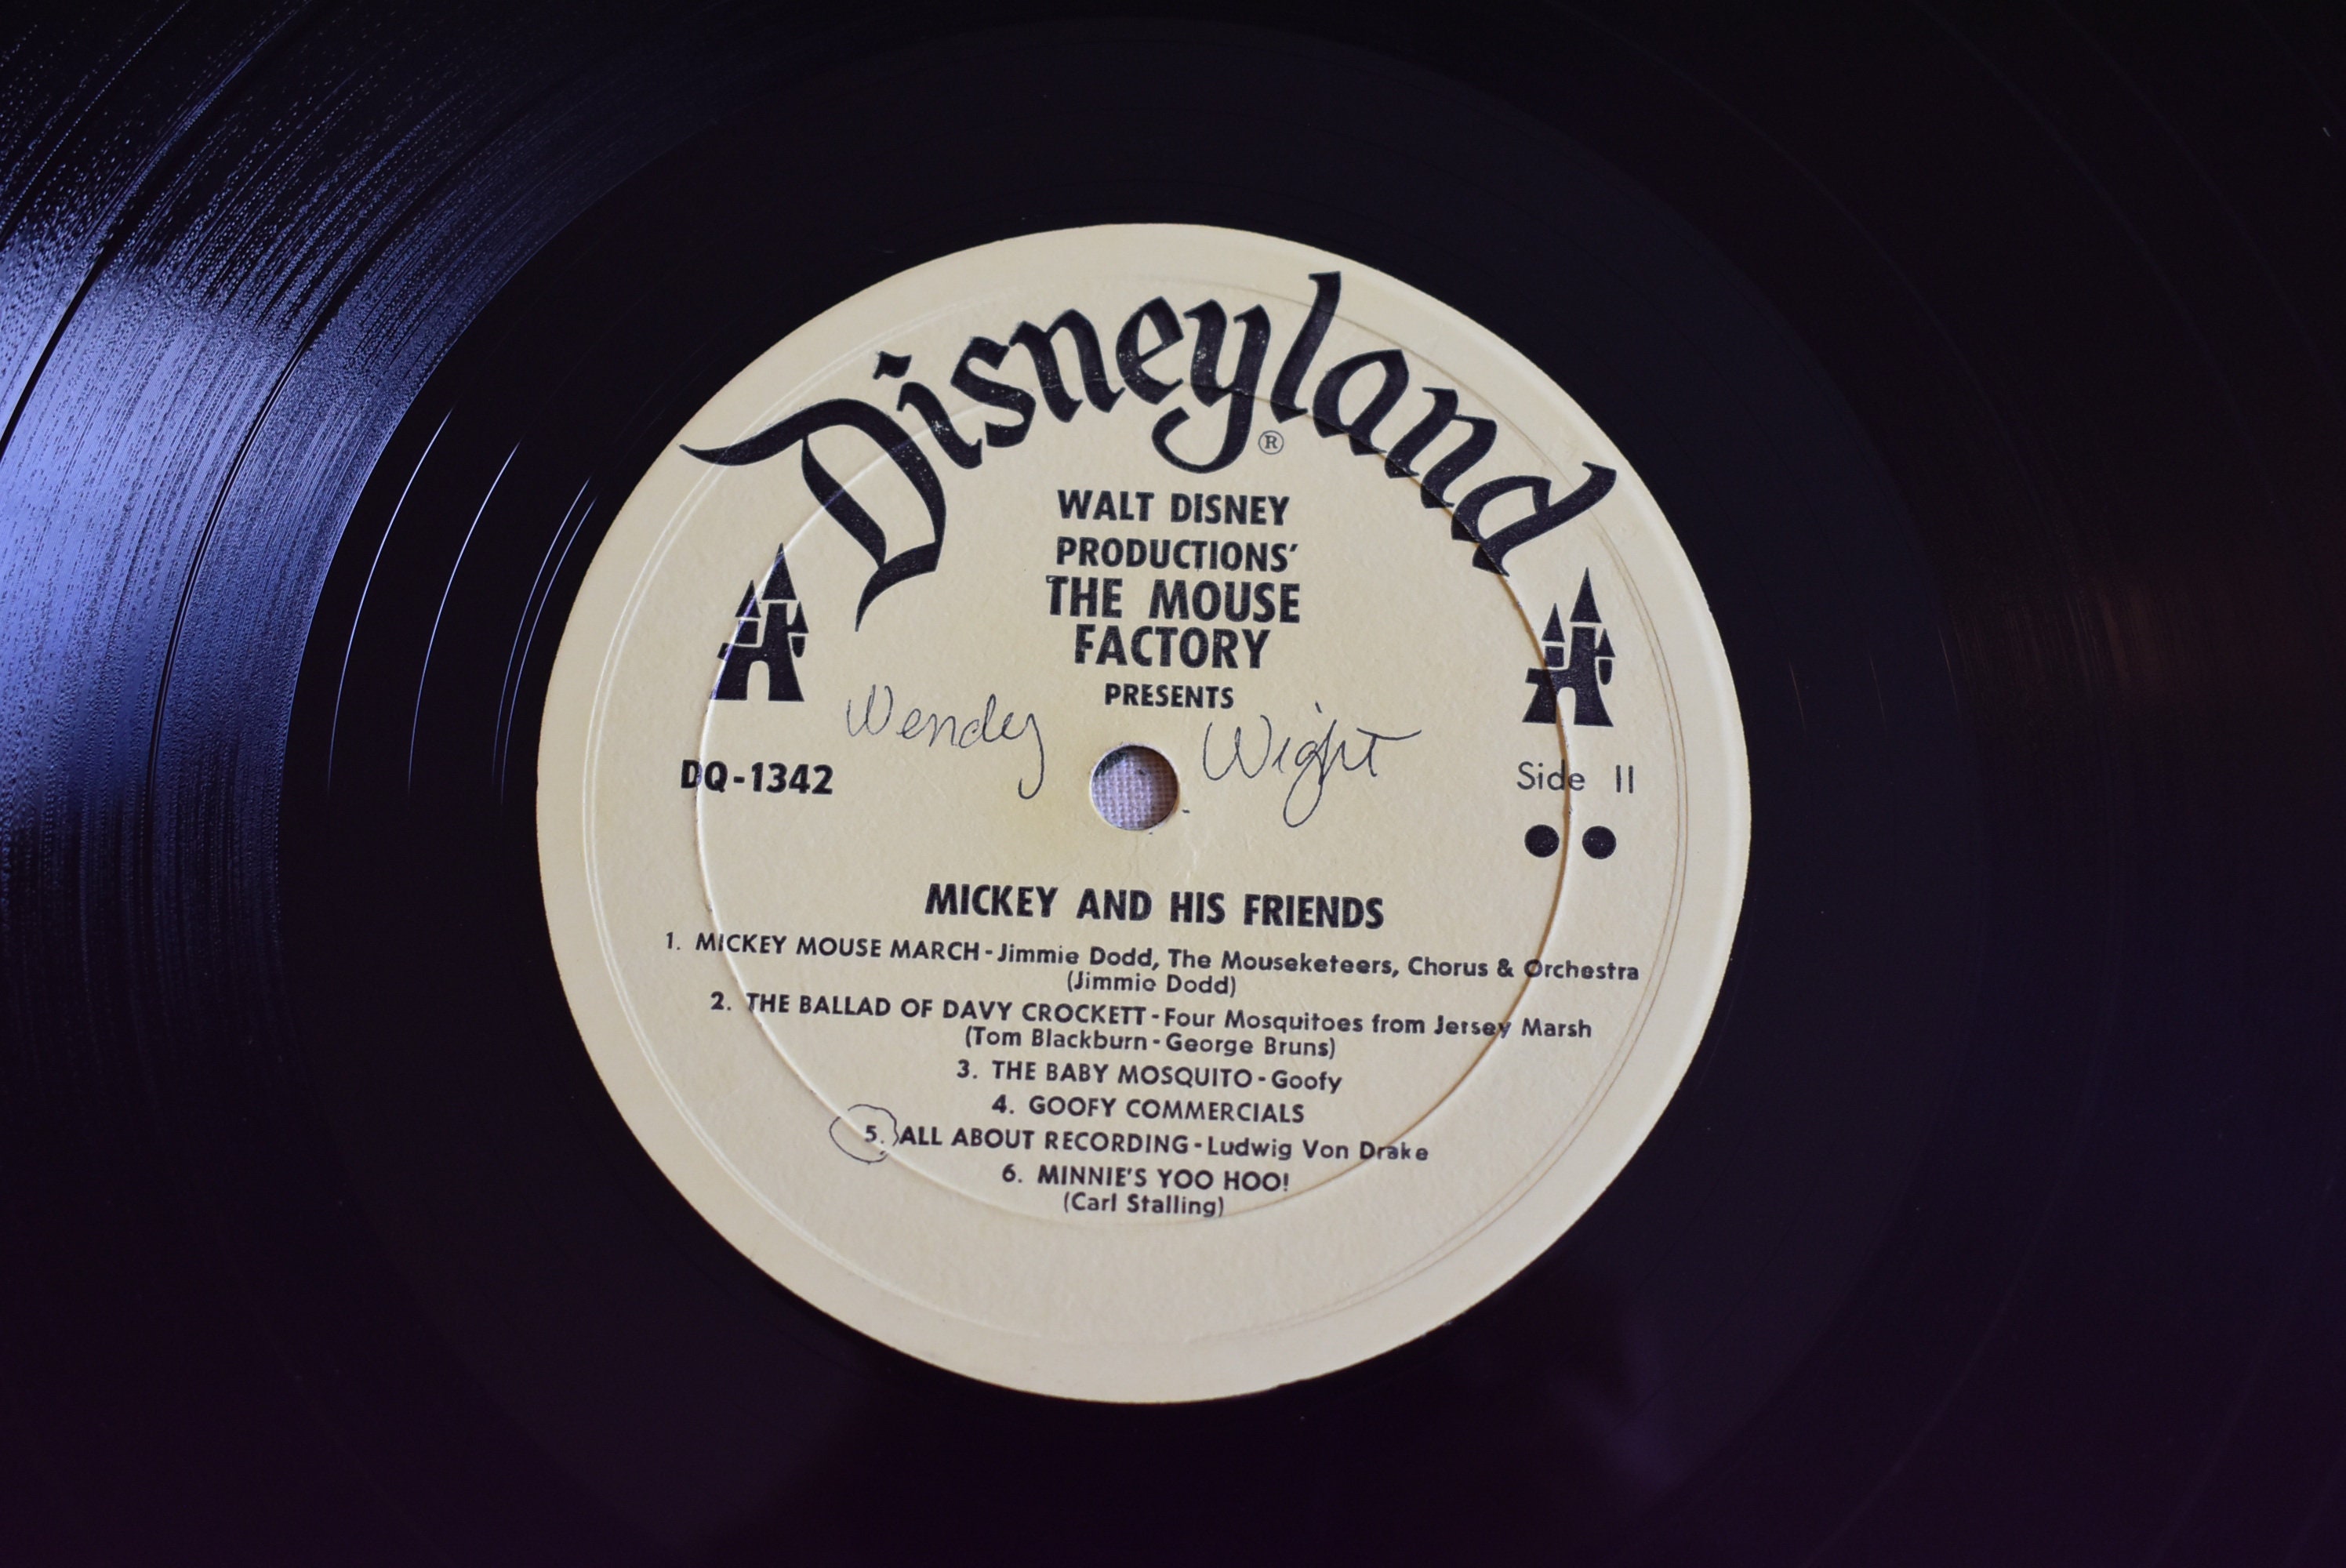 Disneyland®
WALT DISNEY
PRODUCTIONS'
THE MOUSE
FACTORY
PRESENTS
Wendy Wight
DQ-1342
Side II
MICKEY AND HIS FRIENDS
1. MICKEY MOUSE MARCH - Jimmie Dodd, The Mouseketeers, Chorus & Orchestra
(Jimmie Dodd)
2. THE BALLAD OF DAVY CROCKETT - Four Mosquitoes from Jersey Marsh
(Tom Blackburn - George Bruns)
3. THE BABY MOSQUITO - Goofy
4. GOOFY COMMERCIALS
5. ALL ABOUT RECORDING - Ludwig Von Drake
6. MINNIE'S YOO HOO!
(Carl Stalling)